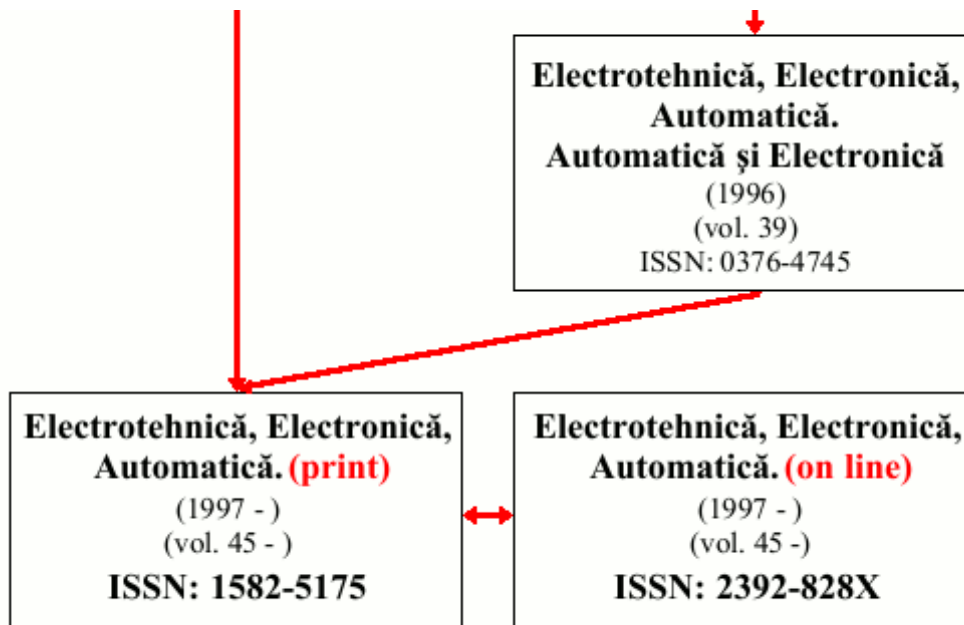 Electrotehnică, Electronică,
Automatică.
Automatică și Electronică
(1996)
(vol. 39)
ISSN: 0376-4745
Electrotehnică, Electronică,
Automatică. (print)
(1997 - )
(vol. 45 - )
ISSN: 1582-5175
Electrotehnică, Electronică,
Automatică. (on line)
(1997 - )
(vol. 45 -)
ISSN: 2392-828X